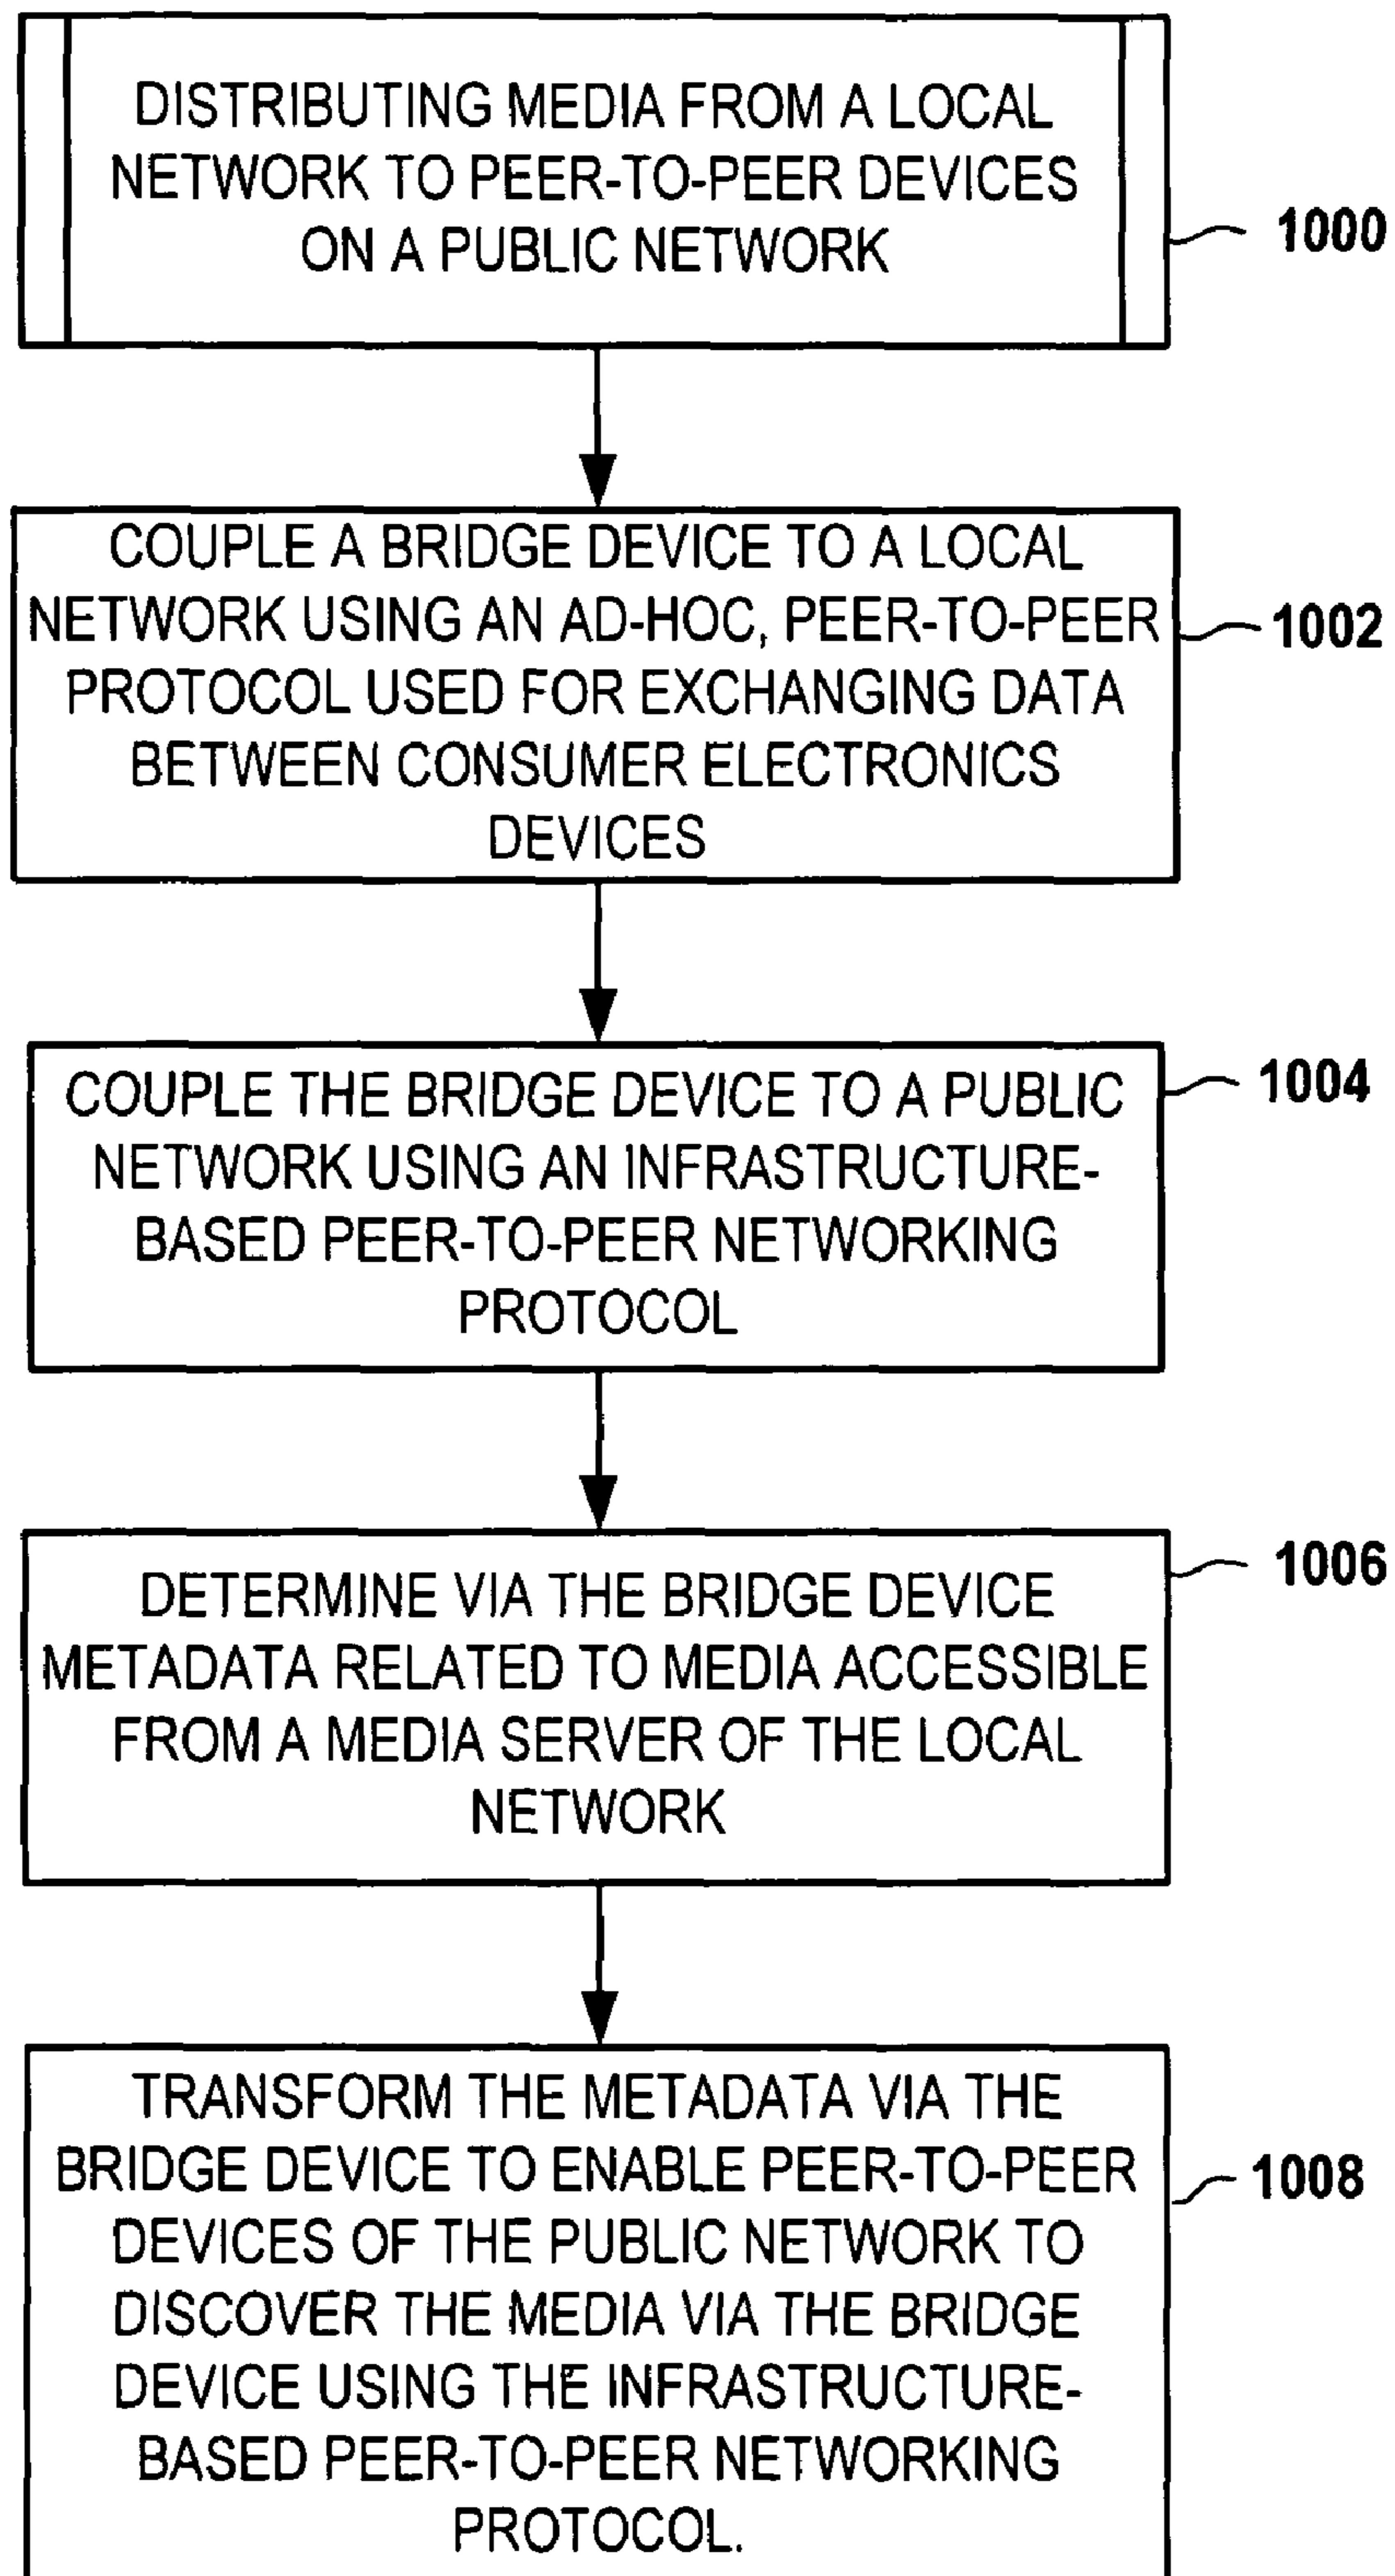 DISTRIBUTING MEDIA FROM A LOCAL
NETWORK TO PEER-TO-PEER DEVICES
ON A PUBLIC NETWORK
1000
COUPLE A BRIDGE DEVICE TO A LOCAL
NETWORK USING AN AD-HOC, PEER-TO-PEER
PROTOCOL USED FOR EXCHANGING DATA
BETWEEN CONSUMER ELECTRONICS
DEVICES
1002
COUPLE THE BRIDGE DEVICE TO A PUBLIC
NETWORK USING AN INFRASTRUCTURE-
BASED PEER-TO-PEER NETWORKING
PROTOCOL
1004
DETERMINE VIA THE BRIDGE DEVICE
METADATA RELATED TO MEDIA ACCESSIBLE
FROM A MEDIA SERVER OF THE LOCAL
NETWORK
1006
TRANSFORM THE METADATA VIA THE
BRIDGE DEVICE TO ENABLE PEER-TO-PEER
DEVICES OF THE PUBLIC NETWORK TO
DISCOVER THE MEDIA VIA THE BRIDGE
DEVICE USING THE INFRASTRUCTURE-
BASED PEER-TO-PEER NETWORKING
PROTOCOL.
1008